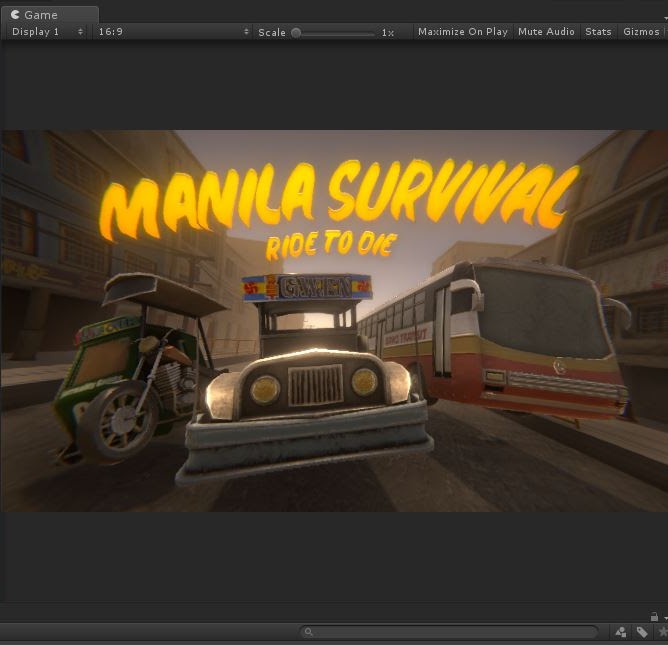 Game
Display 1 16:9 Scale 1x Maximize On Play Mute Audio Stats Gizmos
MANILA SURVIVAL
RIDE TO DIE
GWEN